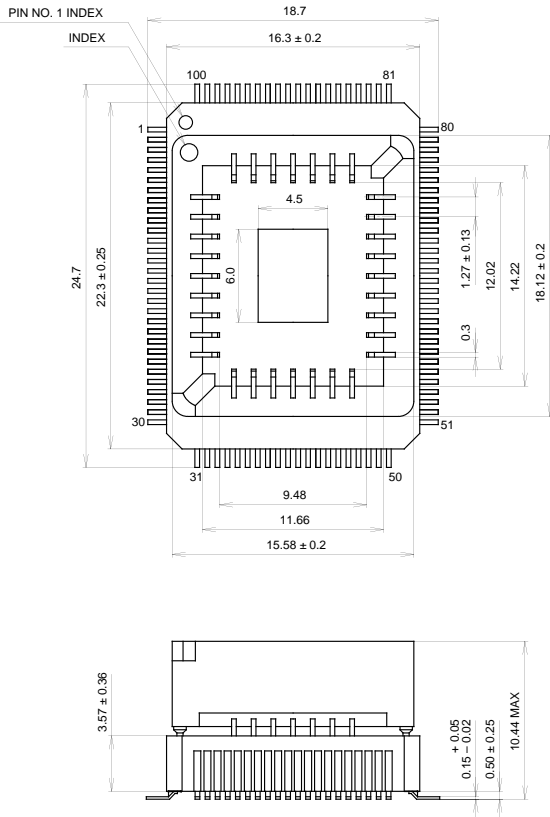 PIN NO. 1 INDEX
18.7
INDEX
16.3 ± 0.2
100
81
1
80
4.5
6.0
24.7
22.3 ± 0.25
1.27 ± 0.13
0.3
12.02
14.22
18.12 ± 0.2
30
51
31
50
9.48
11.66
15.58 ± 0.2
3.57 ± 0.36
+ 0.05
0.15 – 0.02
0.50 ± 0.25
10.44 MAX